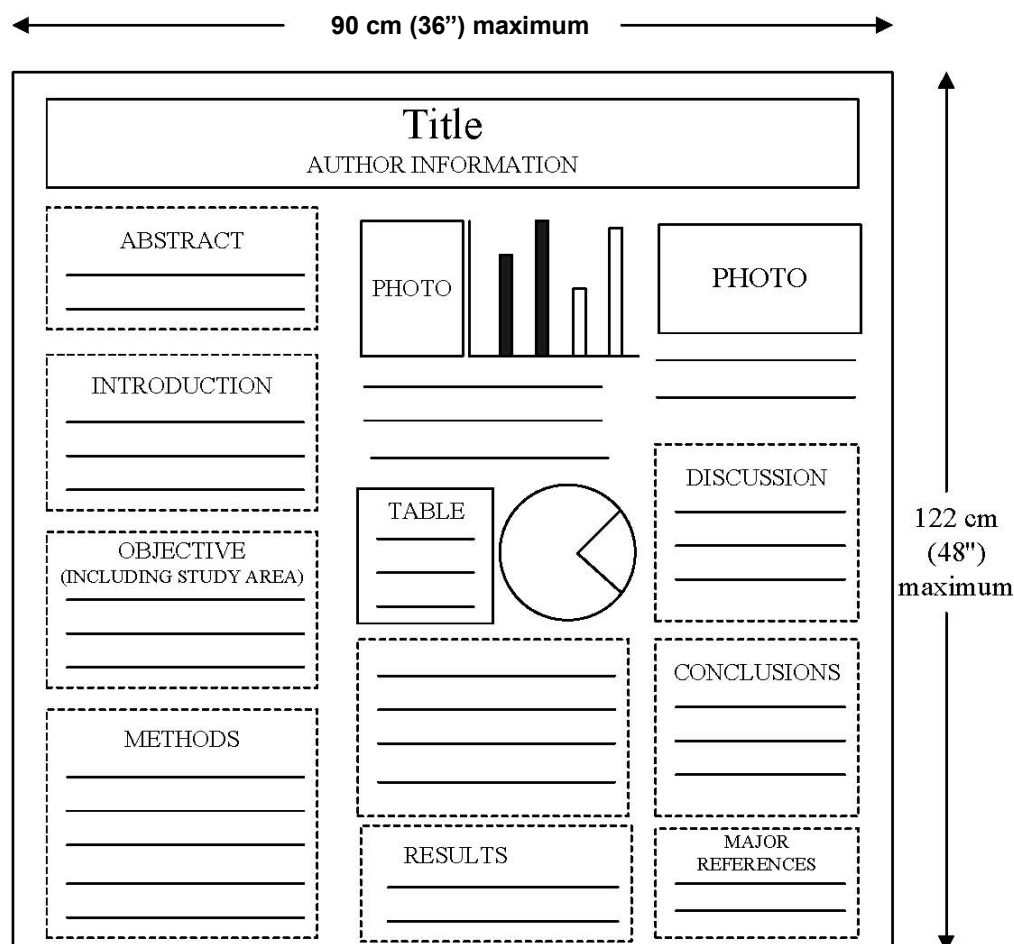 90 cm (36”) maximum
Title
AUTHOR INFORMATION
ABSTRACT
INTRODUCTION
OBJECTIVE
(INCLUDING STUDY AREA)
METHODS
PHOTO
TABLE
RESULTS
PHOTO
DISCUSSION
CONCLUSIONS
MAJOR
REFERENCES
122 cm
(48")
maximum